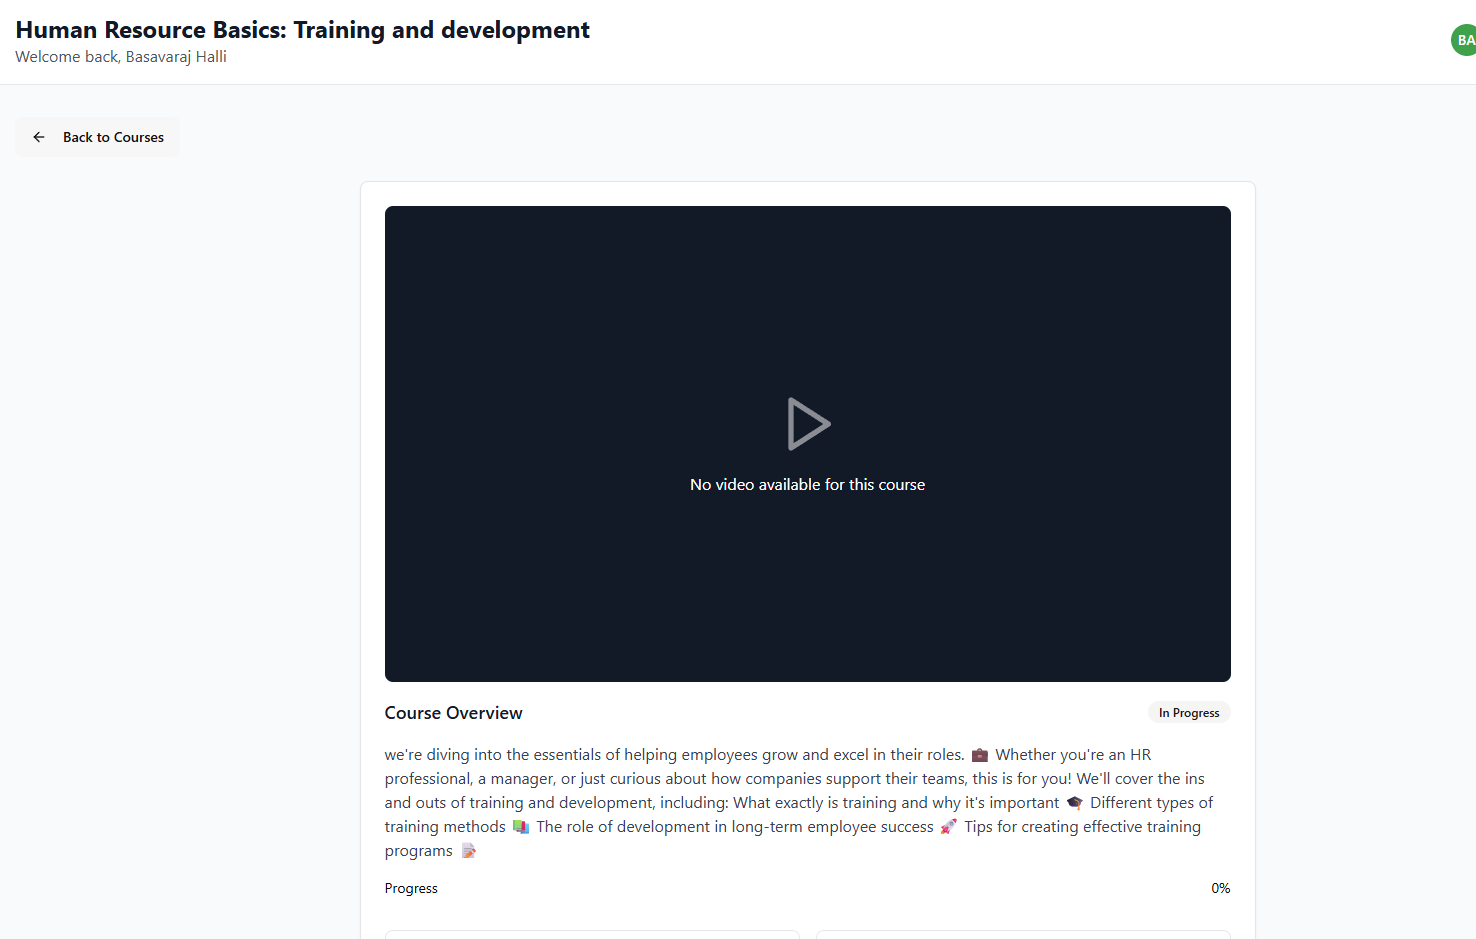 Human Resource Basics: Training and development
Welcome back, Basavaraj Halli
BA
Back to Courses
No video available for this course
Course Overview
In Progress
we're diving into the essentials of helping employees grow and excel in their roles. 💼 Whether you're an HR
professional, a manager, or just curious about how companies support their teams, this is for you! We'll cover the ins
and outs of training and development, including: What exactly is training and why it's important 🎓 Different types of
training methods 📚 The role of development in long-term employee success 🚀 Tips for creating effective training
programs 📝
Progress
0%